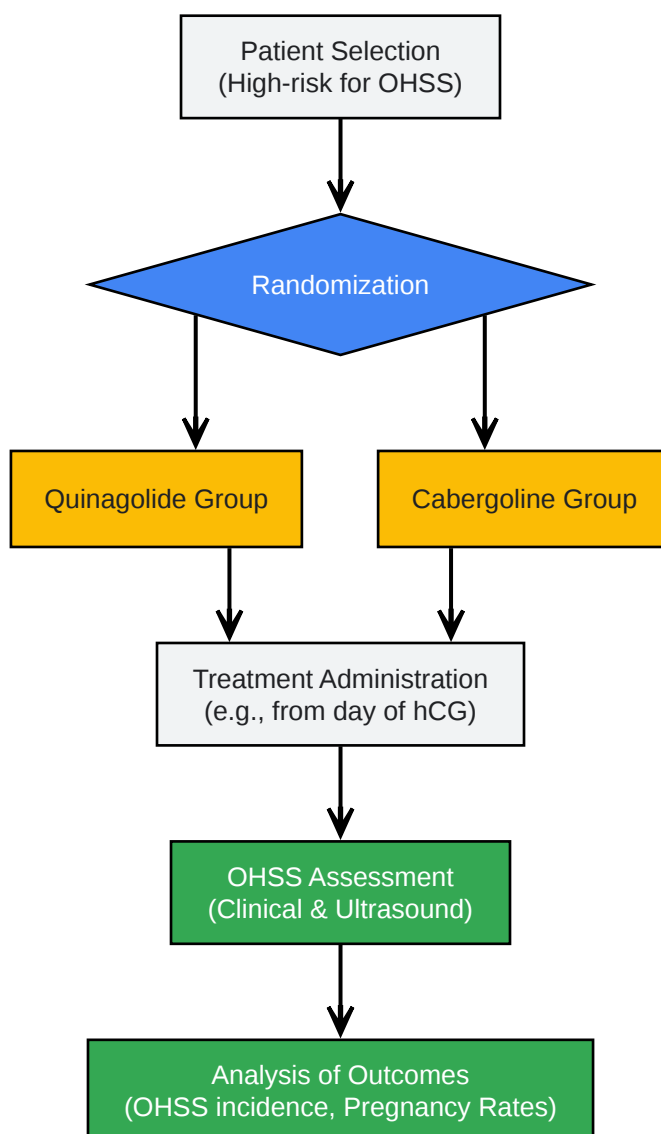 Patient Selection
(High-risk for OHSS)
Randomization
Quinagolide Group
Cabergoline Group
Treatment Administration
(e.g., from day of hCG)
OHSS Assessment
(Clinical & Ultrasound)
Analysis of Outcomes
(OHSS incidence, Pregnancy Rates)